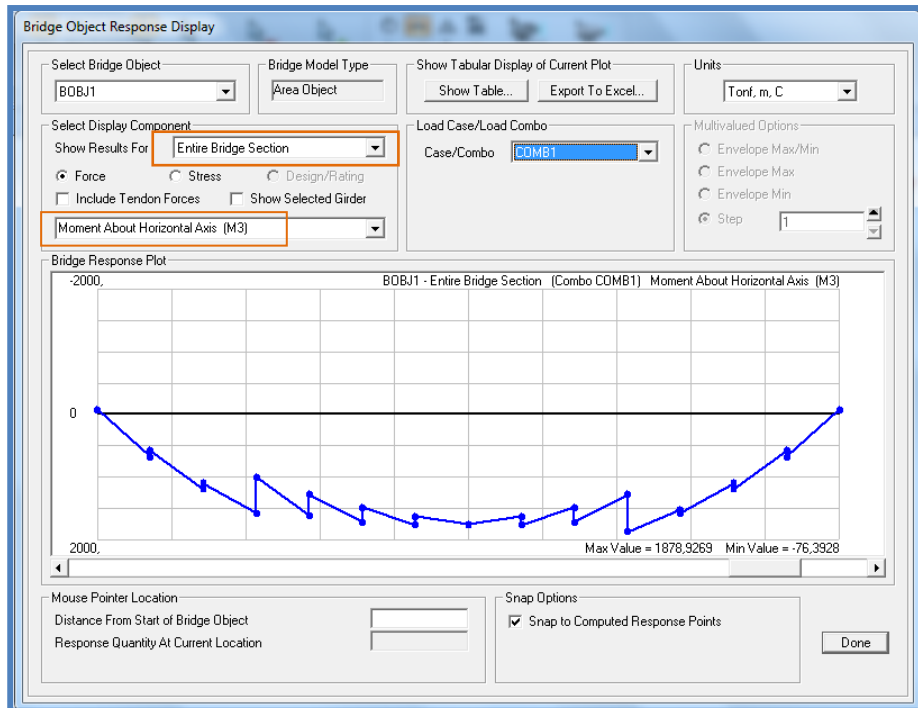 Bridge Object Response Display
Select Bridge Object
BOBJ1
Bridge Model Type
Area Object
Show Tabular Display of Current Plot
Show Table...
Export To Excel...
Units
Tonf, m, C
Select Display Component
Show Results For
Entire Bridge Section
Force
Stress
Design/Rating
Include Tendon Forces
Show Selected Girder
Moment About Horizontal Axis (M3)
Load Case/Load Combo
Case/Combo
COMB1
Multivalued Options
Envelope Max/Min
Envelope Max
Envelope Min
Step
1
Bridge Response Plot
-2000,
BOBJ1 - Entire Bridge Section (Combo COMB1) Moment About Horizontal Axis (M3)
0
2000,
Max Value = 1878,9269 Min Value = -76,3928
Mouse Pointer Location
Distance From Start of Bridge Object
Response Quantity At Current Location
Snap Options
Snap to Computed Response Points
Done